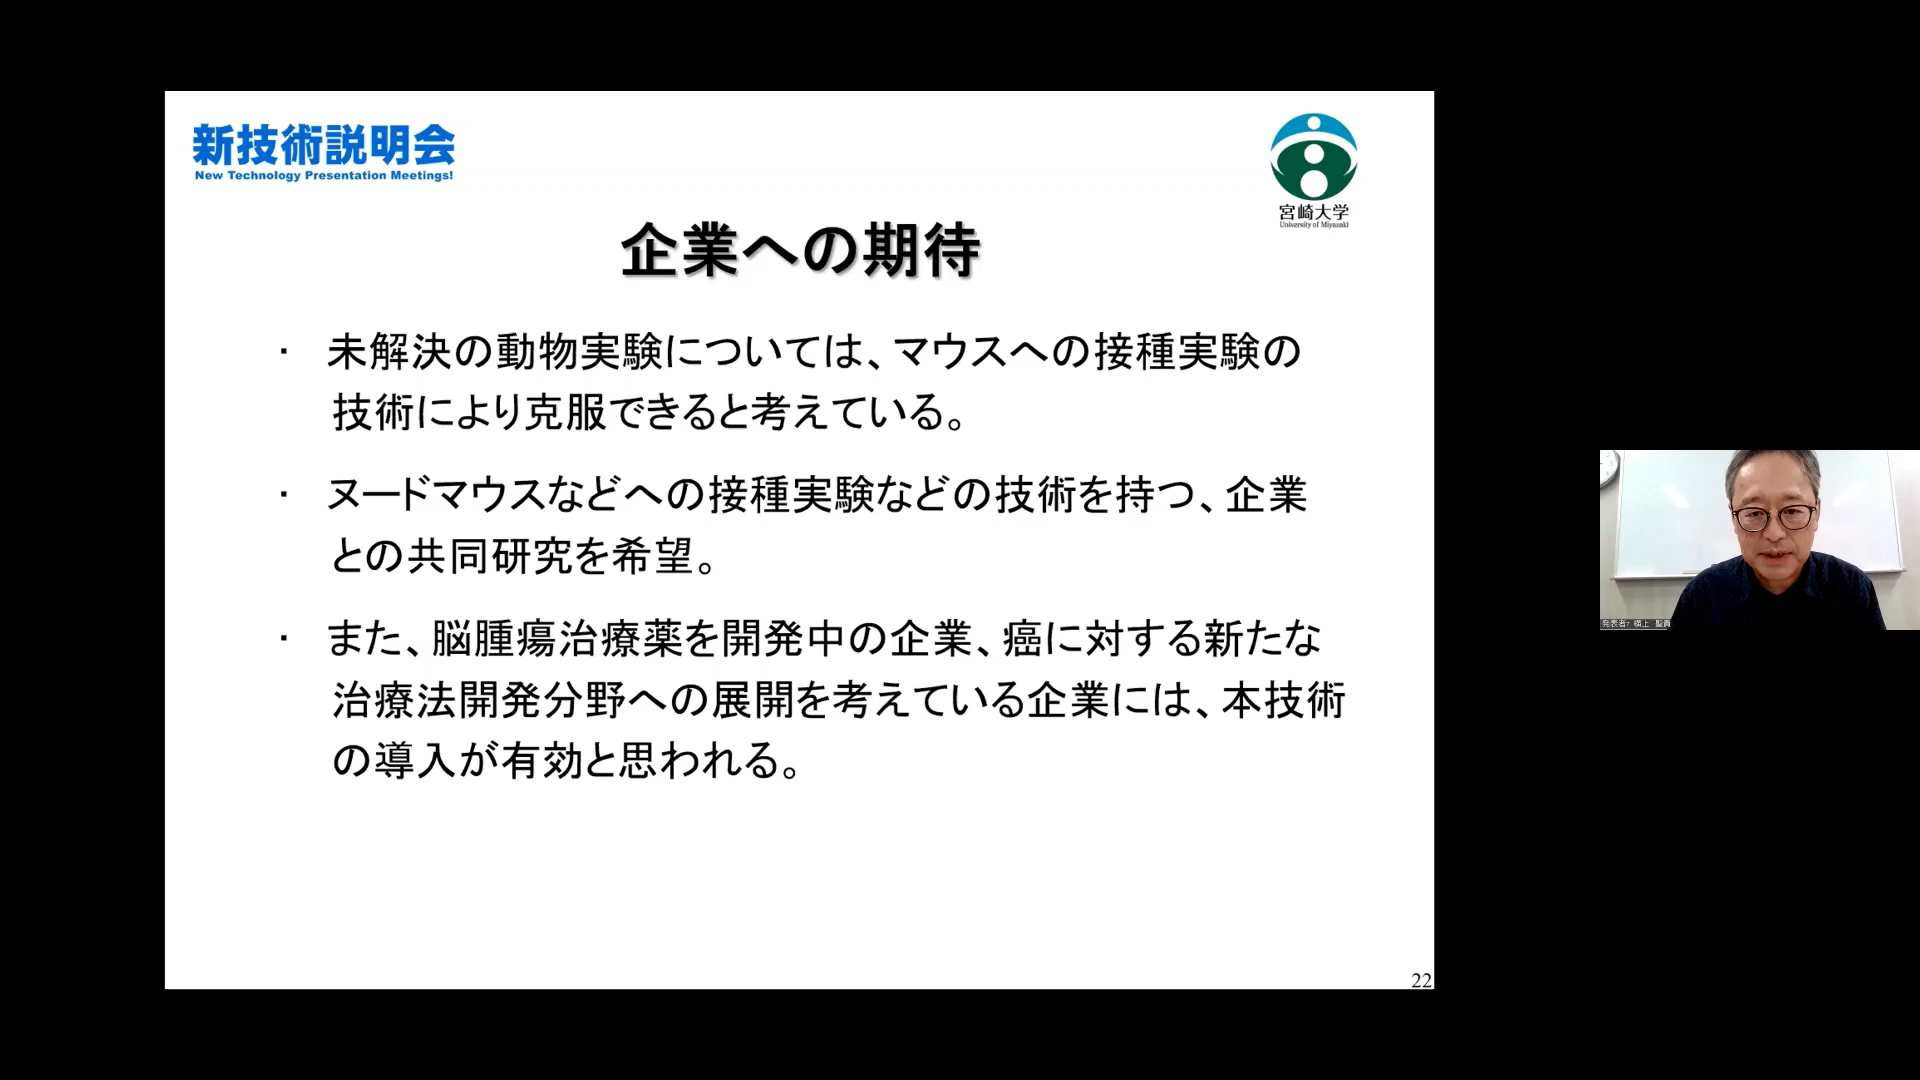 新技術説明会
New Technology Presentation Meetings!
宮崎大学
University of Miyazaki
企業への期待
・ 未解決の動物実験については、マウスへの接種実験の
技術により克服できると考えている。
・ ヌードマウスなどへの接種実験などの技術を持つ、企業
との共同研究を希望。
・ また、脳腫瘍治療薬を開発中の企業、癌に対する新たな
治療法開発分野への展開を考えている企業には、本技術
の導入が有効と思われる。
22
発表者7 横上 聖貴